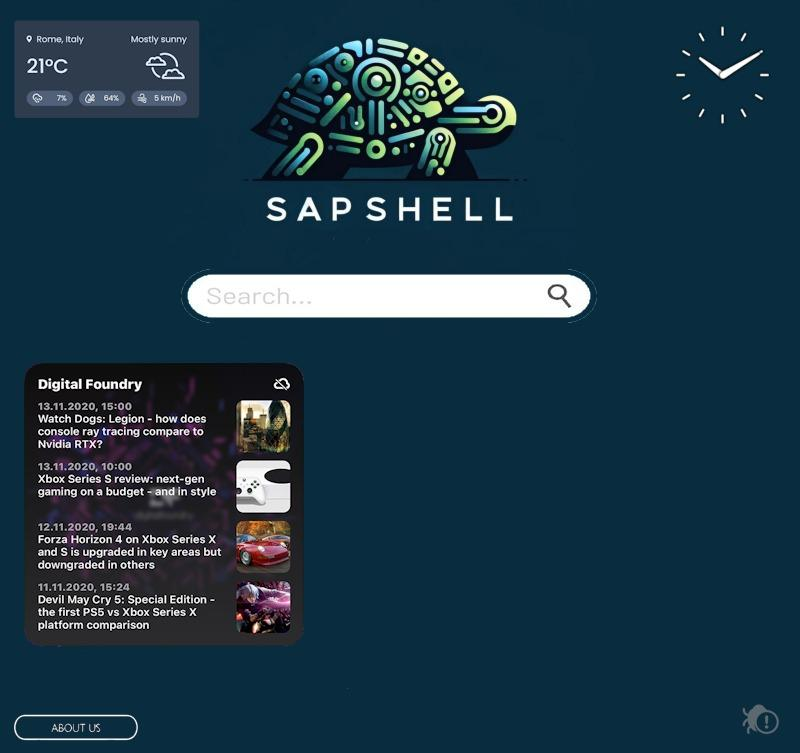 Rome, Italy
Mostly sunny
21°C
7%
64%
5 km/h
SAPSHELL
Search...
Digital Foundry
13.11.2020, 15:00
Watch Dogs: Legion - how does
console ray tracing compare to
Nvidia RTX?
13.11.2020, 10:00
Xbox Series S review: next-gen
gaming on a budget - and in style
12.11.2020, 19:44
Forza Horizon 4 on Xbox Series X
and S is upgraded in key areas but
downgraded in others
11.11.2020, 15:24
Devil May Cry 5: Special Edition -
the first PS5 vs Xbox Series X
platform comparison
ABOUT US